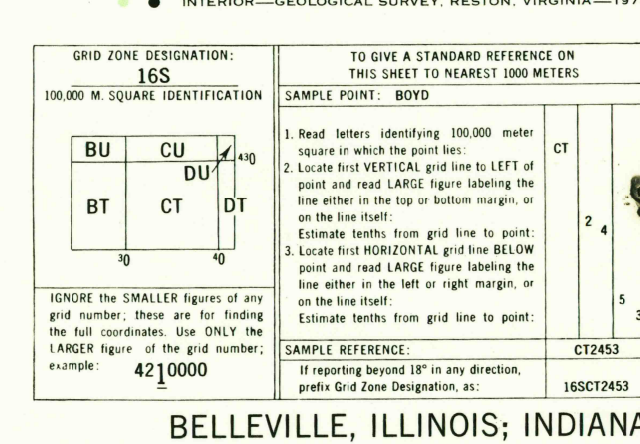 INTERIOR—GEOLOGICAL SURVEY, RESTON, VIRGINIA—197
GRID ZONE DESIGNATION:
16S
100,000 M. SQUARE IDENTIFICATION
BU CU
430
DU
BT CT DT
30 40
IGNORE the SMALLER figures of any
grid number; these are for finding
the full coordinates. Use ONLY the
LARGER figure of the grid number;
example: 4210000
TO GIVE A STANDARD REFERENCE ON
THIS SHEET TO NEAREST 1000 METERS
SAMPLE POINT: BOYD
1. Read letters identifying 100,000 meter
square in which the point lies: CT
2. Locate first VERTICAL grid line to LEFT of
point and read LARGE figure labeling the
line either in the top or bottom margin, or
on the line itself: 2
Estimate tenths from grid line to point: 4
3. Locate first HORIZONTAL grid line BELOW
point and read LARGE figure labeling the
line either in the left or right margin, or
on the line itself: 5
Estimate tenths from grid line to point: 3
SAMPLE REFERENCE: CT2453
If reporting beyond 18° in any direction,
prefix Grid Zone Designation, as: 16SCT2453
BELLEVILLE, ILLINOIS; INDIANA